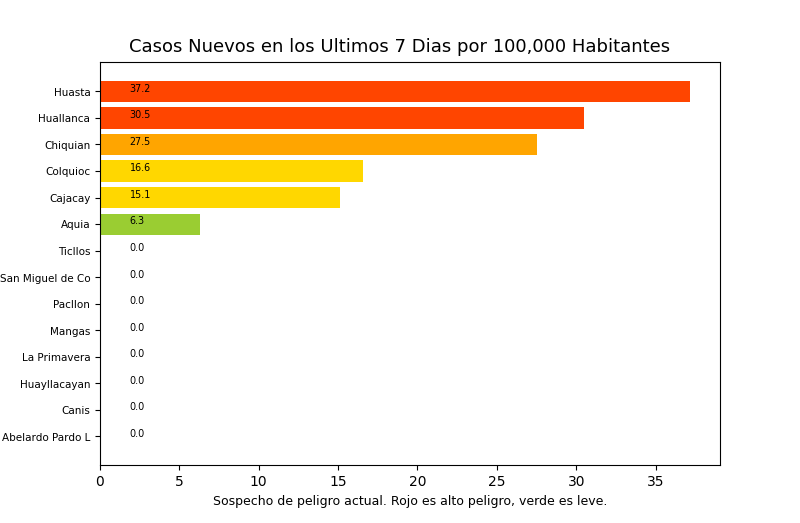 Casos Nuevos en los Ultimos 7 Dias por 100,000 Habitantes
Huasta 37.2
Huallanca 30.5
Chiquian 27.5
Colquioc 16.6
Cajacay 15.1
Aquia 6.3
Ticllos 0.0
San Miguel de Co 0.0
Pacllon 0.0
Mangas 0.0
La Primavera 0.0
Huayllacayan 0.0
Canis 0.0
Abelardo Pardo L 0.0
0 5 10 15 20 25 30 35
Sospecho de peligro actual. Rojo es alto peligro, verde es leve.